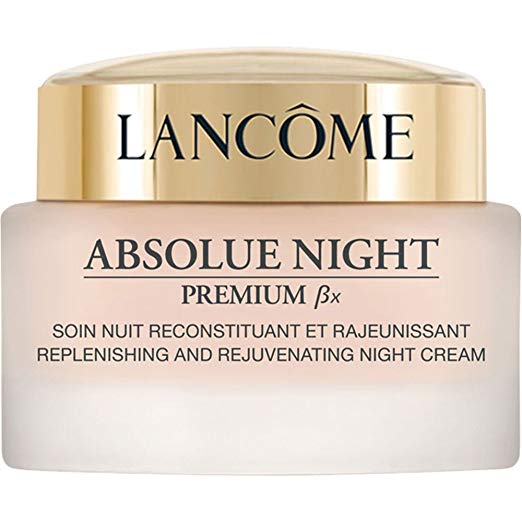 LANCÔME
ABSOLUE NIGHT
PREMIUM βx
SOIN NUIT RECONSTITUANT ET RAJEUNISSANT
REPLENISHING AND REJUVENATING NIGHT CREAM